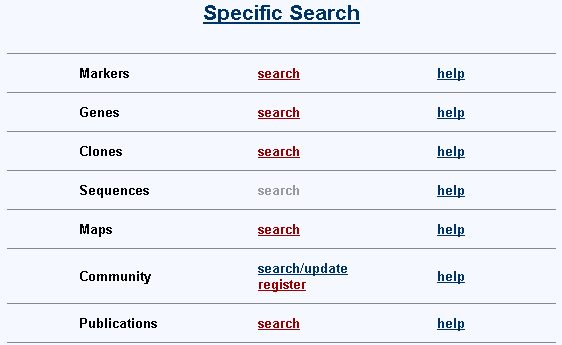 Specific Search
Markers search help
Genes search help
Clones search help
Sequences search help
Maps search help
Community search/update register help
Publications search help